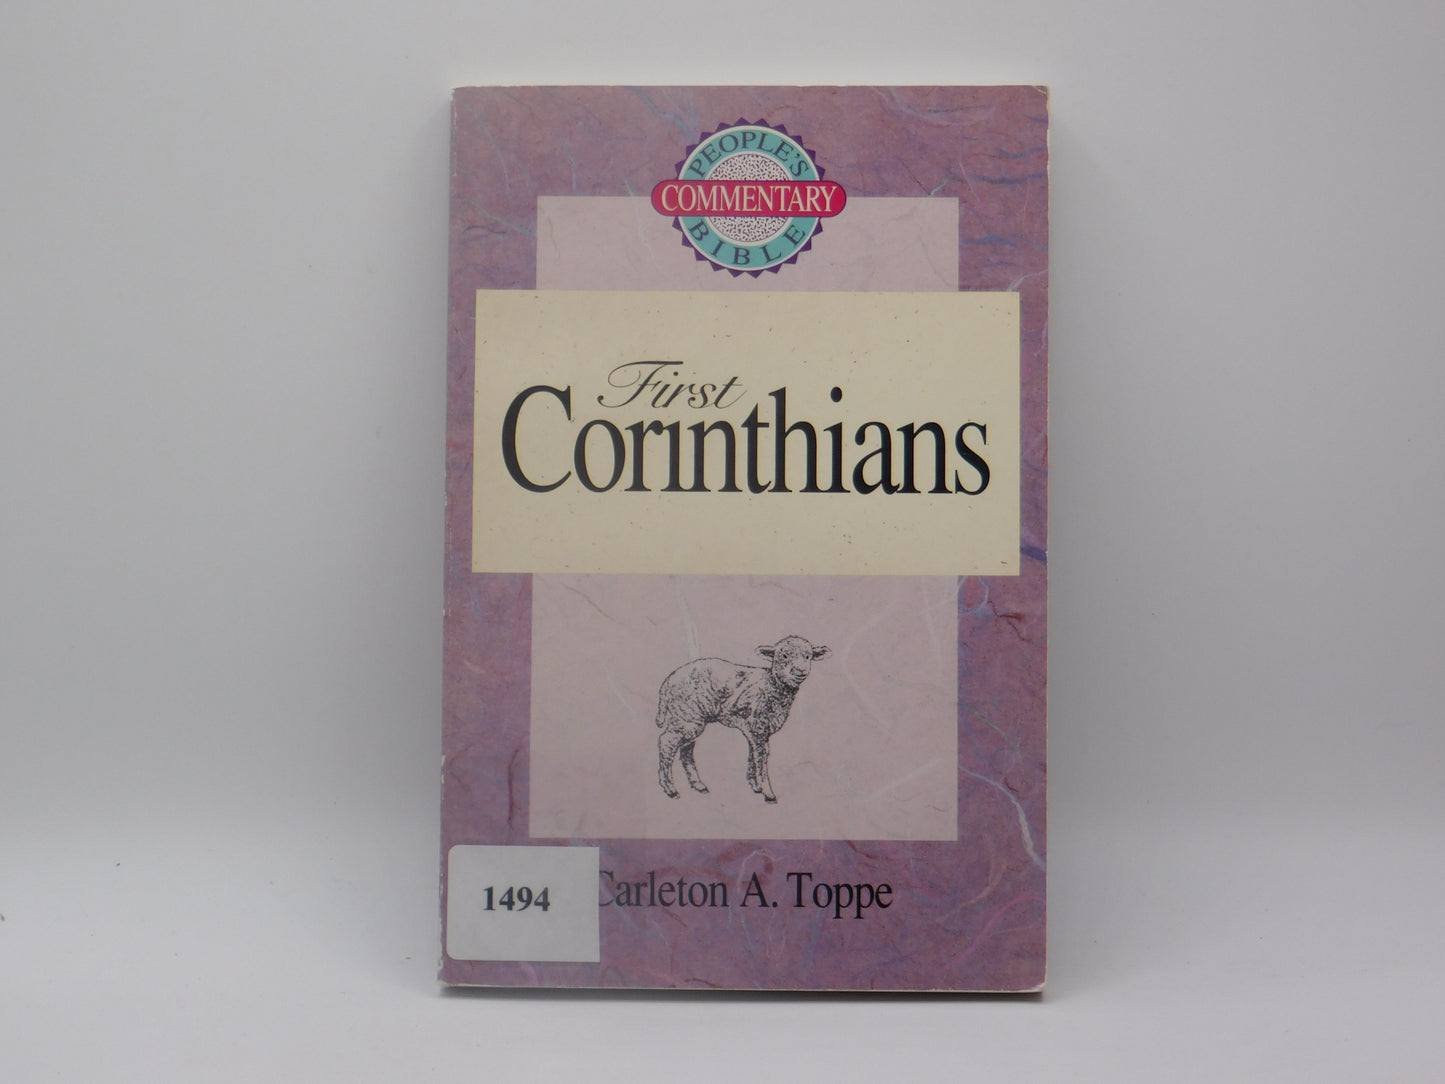 PEOPLE'S
COMMENTARY
BIBLE
First
Corinthians
Carleton A. Toppe
1494